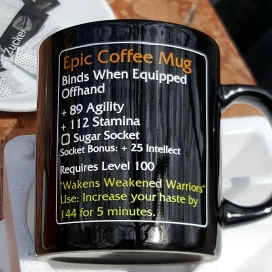 Zucker
Epic Coffee Mug
Binds When Equipped
Offhand
+ 89 Agility
+ 112 Stamina
Sugar Socket
Socket Bonus: + 25 Intellect
Requires Level 100
"Wakens Weakened Warriors"
Use: Increase your haste by
144 for 5 minutes.